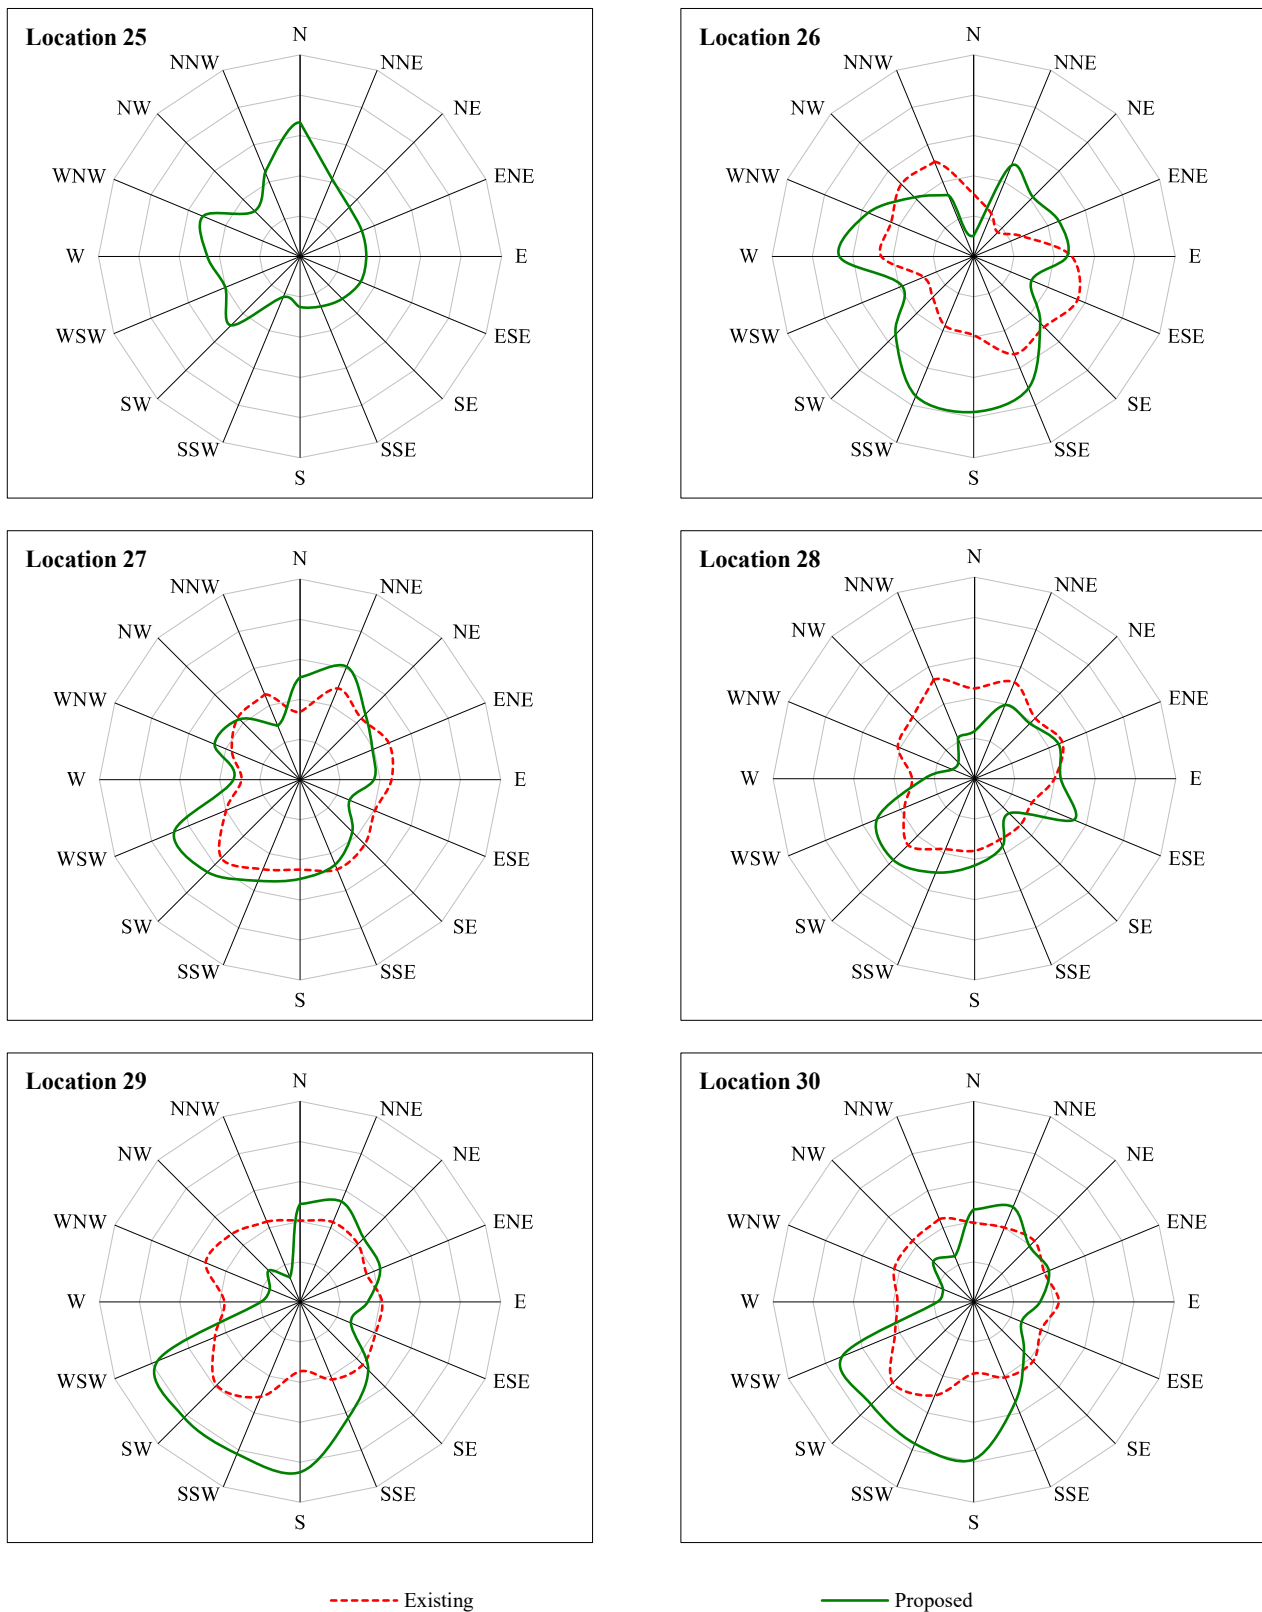 Location 25
N
NNW
NNE
NW
NE
WNW
ENE
W
E
WSW
ESE
SW
SE
SSW
SSE
S
Location 26
N
NNW
NNE
NW
NE
WNW
ENE
W
E
WSW
ESE
SW
SE
SSW
SSE
S
Location 27
N
NNW
NNE
NW
NE
WNW
ENE
W
E
WSW
ESE
SW
SE
SSW
SSE
S
Location 28
N
NNW
NNE
NW
NE
WNW
ENE
W
E
WSW
ESE
SW
SE
SSW
SSE
S
Location 29
N
NNW
NNE
NW
NE
WNW
ENE
W
E
WSW
ESE
SW
SE
SSW
SSE
S
Location 30
N
NNW
NNE
NW
NE
WNW
ENE
W
E
WSW
ESE
SW
SE
SSW
SSE
S
Existing
Proposed